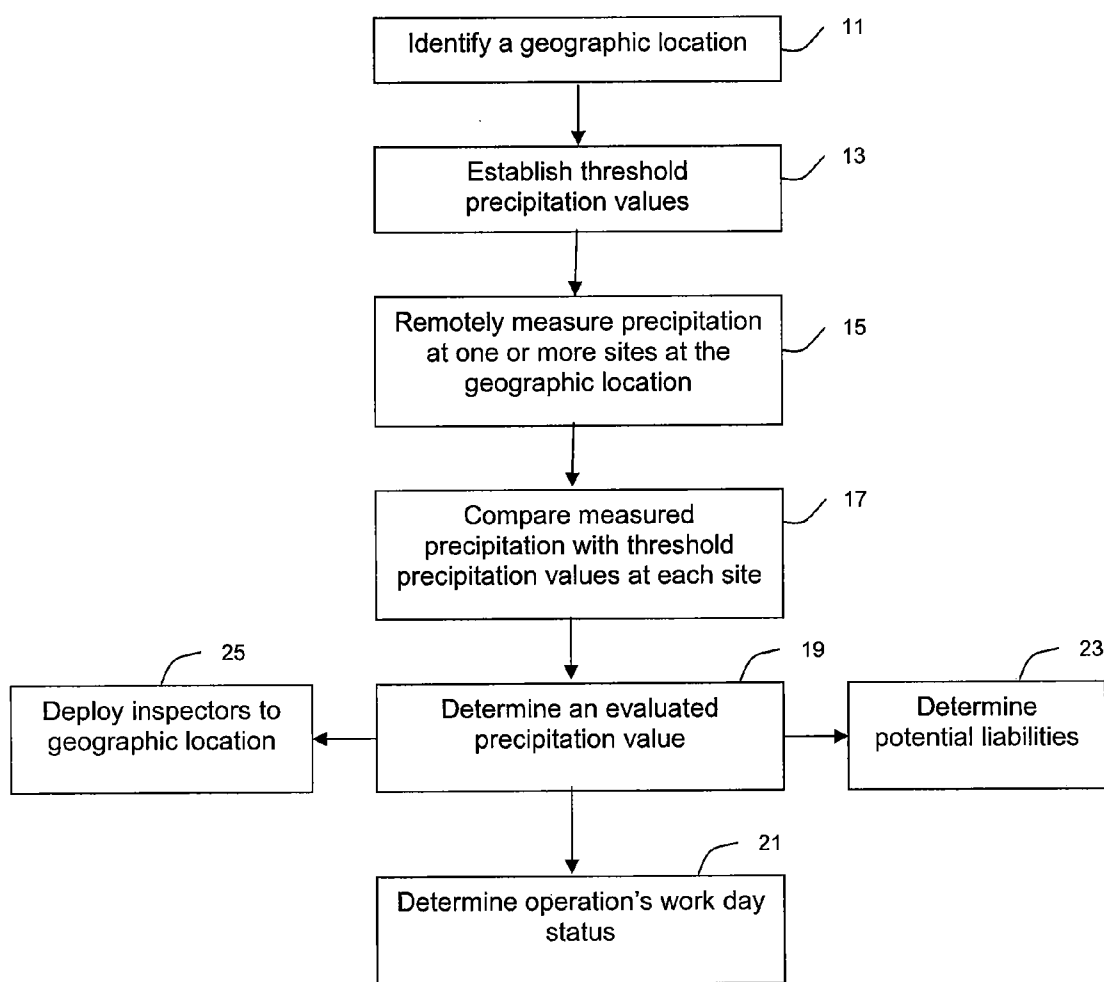 Identify a geographic location
11
Establish threshold
precipitation values
13
Remotely measure precipitation
at one or more sites at the
geographic location
15
Compare measured
precipitation with threshold
precipitation values at each site
17
25
Deploy inspectors to
geographic location
19
Determine an evaluated
precipitation value
23
Determine
potential liabilities
21
Determine operation's work day
status